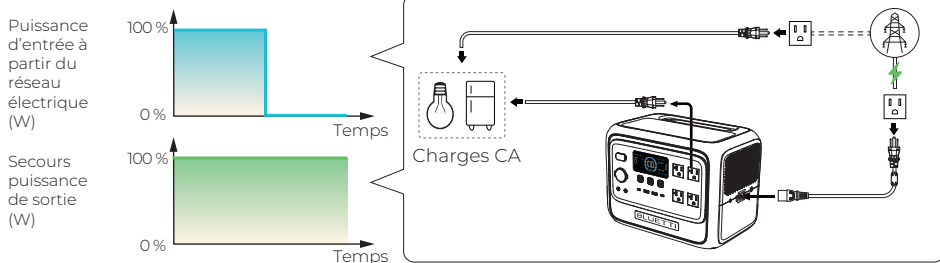 Puissance
d'entrée à
partir du
réseau
électrique
(W)
100 %
0 %
Temps
Secours
puissance
de sortie
(W)
100 %
0 %
Temps
Charges CA
BLUETTI